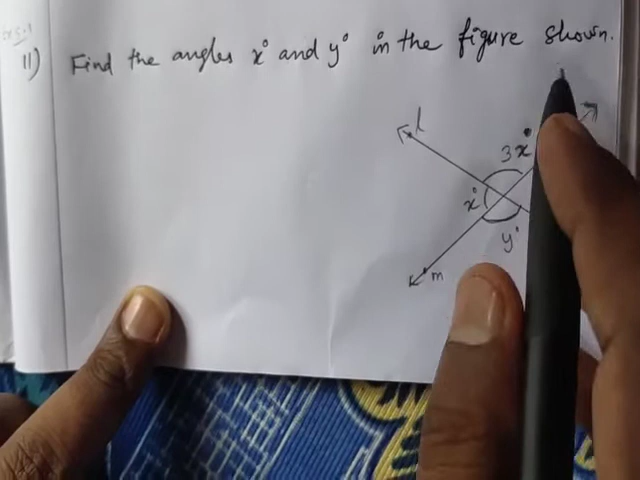 11) Find the angles x° and y° in the figure shown.
l
3x°
x°
y°
m